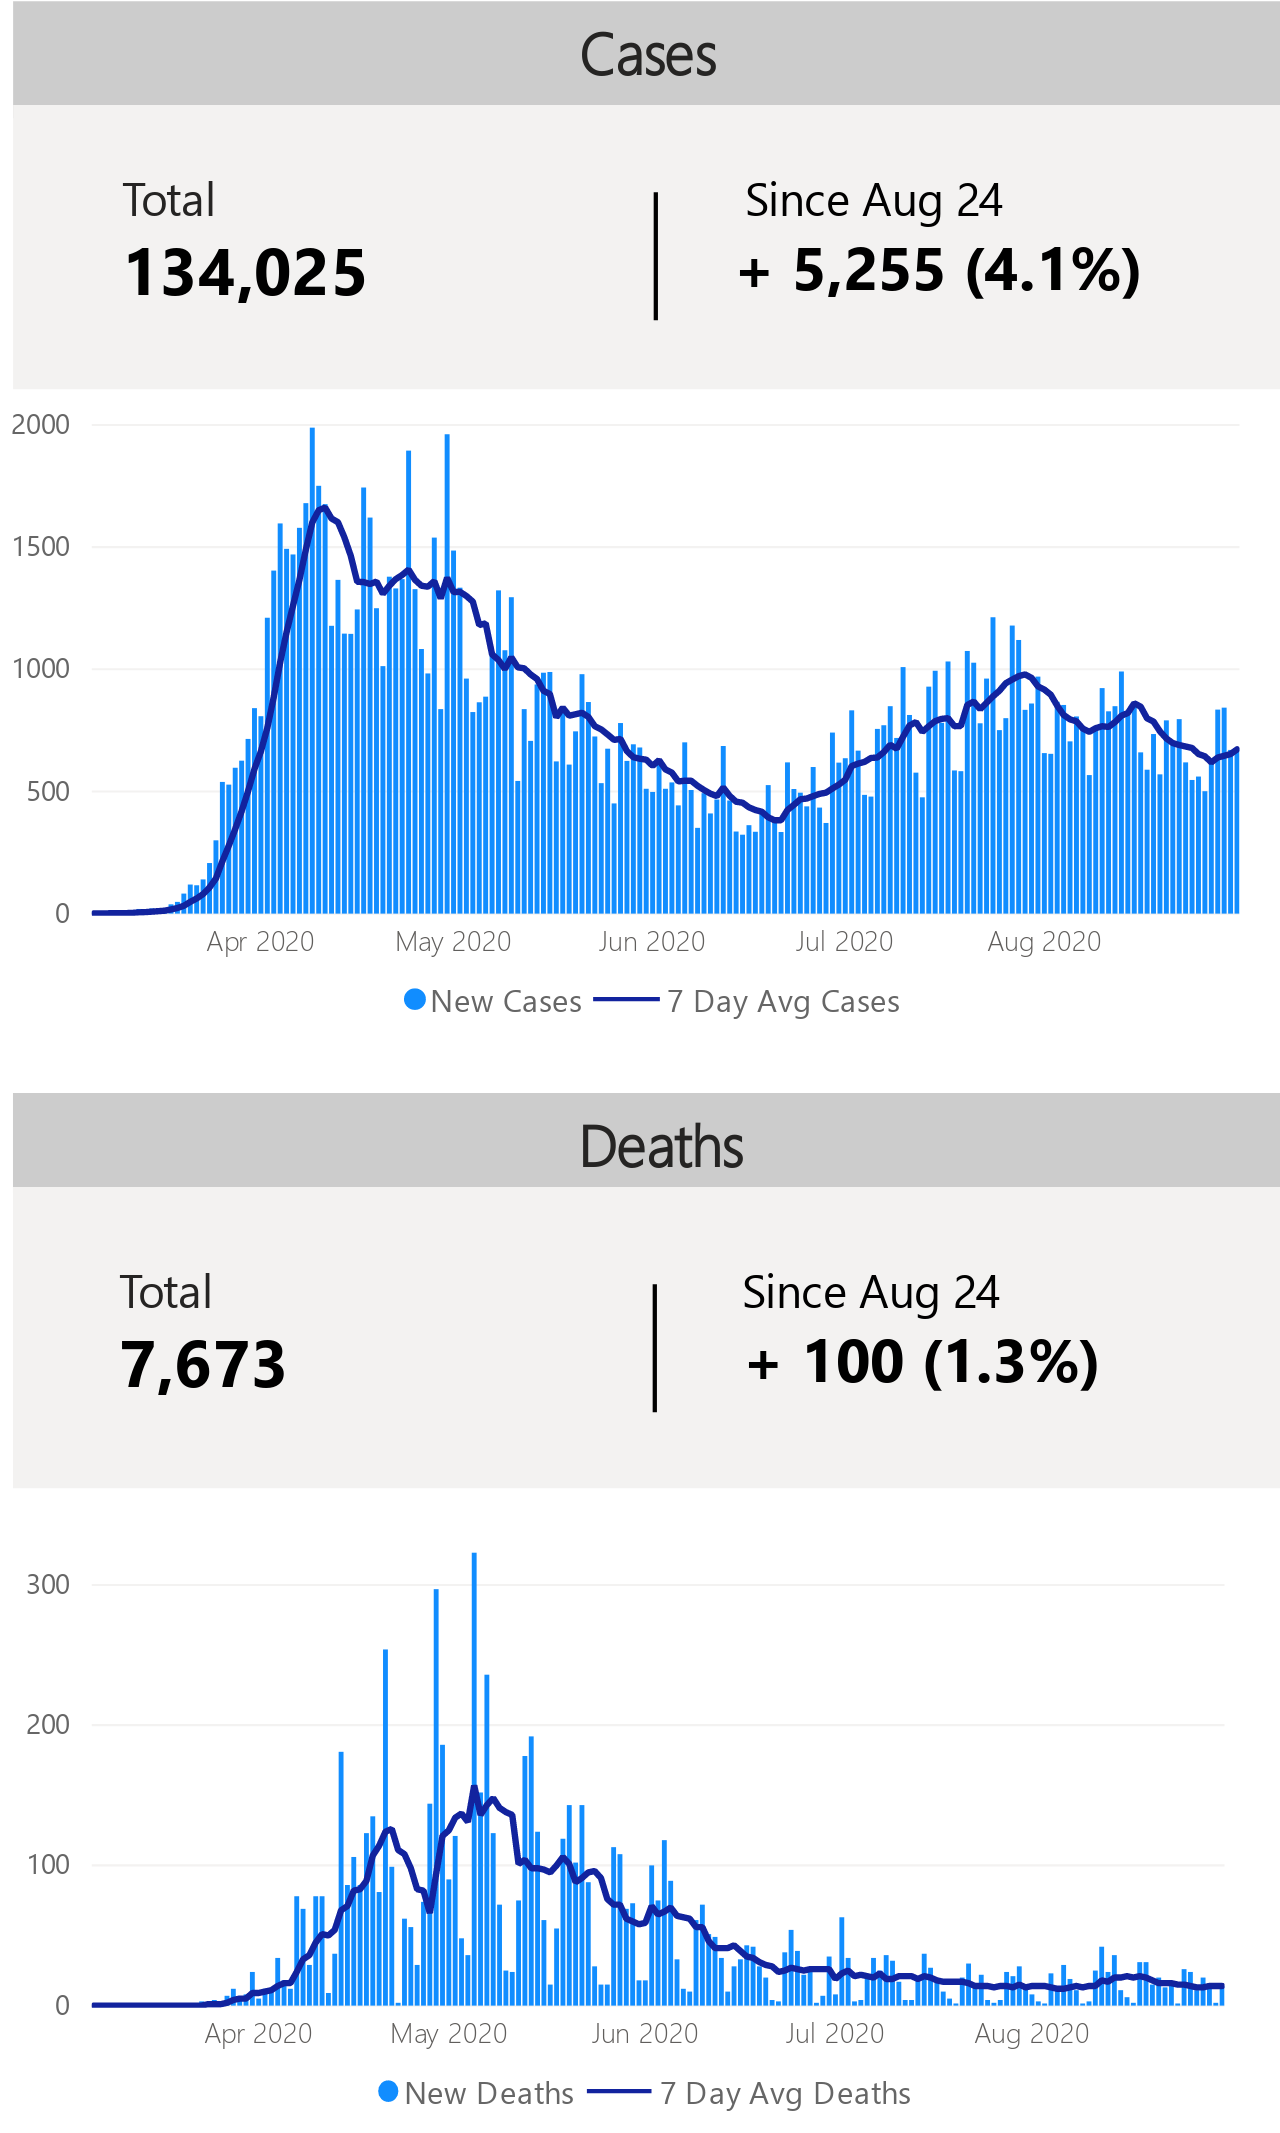 Cases
Total
Since Aug 24
134,025
+ 5,255 (4.1%)
2000
1500
1000
500
0
Apr 2020
May 2020
Jun 2020
Jul 2020
Aug 2020
New Cases
7 Day Avg Cases
Deaths
Total
Since Aug 24
7,673
+ 100 (1.3%)
300
200
100
0
Apr 2020
May 2020
Jun 2020
Jul 2020
Aug 2020
New Deaths
7 Day Avg Deaths